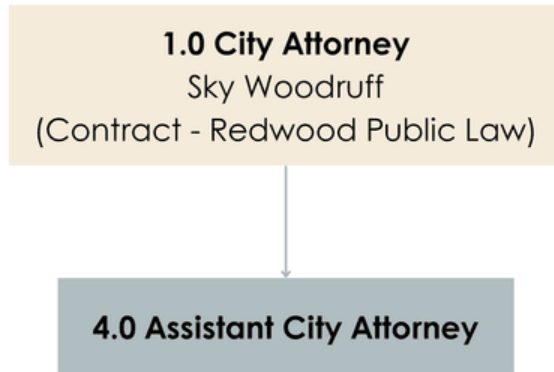 1.0 City Attorney
Sky Woodruff
(Contract - Redwood Public Law)
4.0 Assistant City Attorney